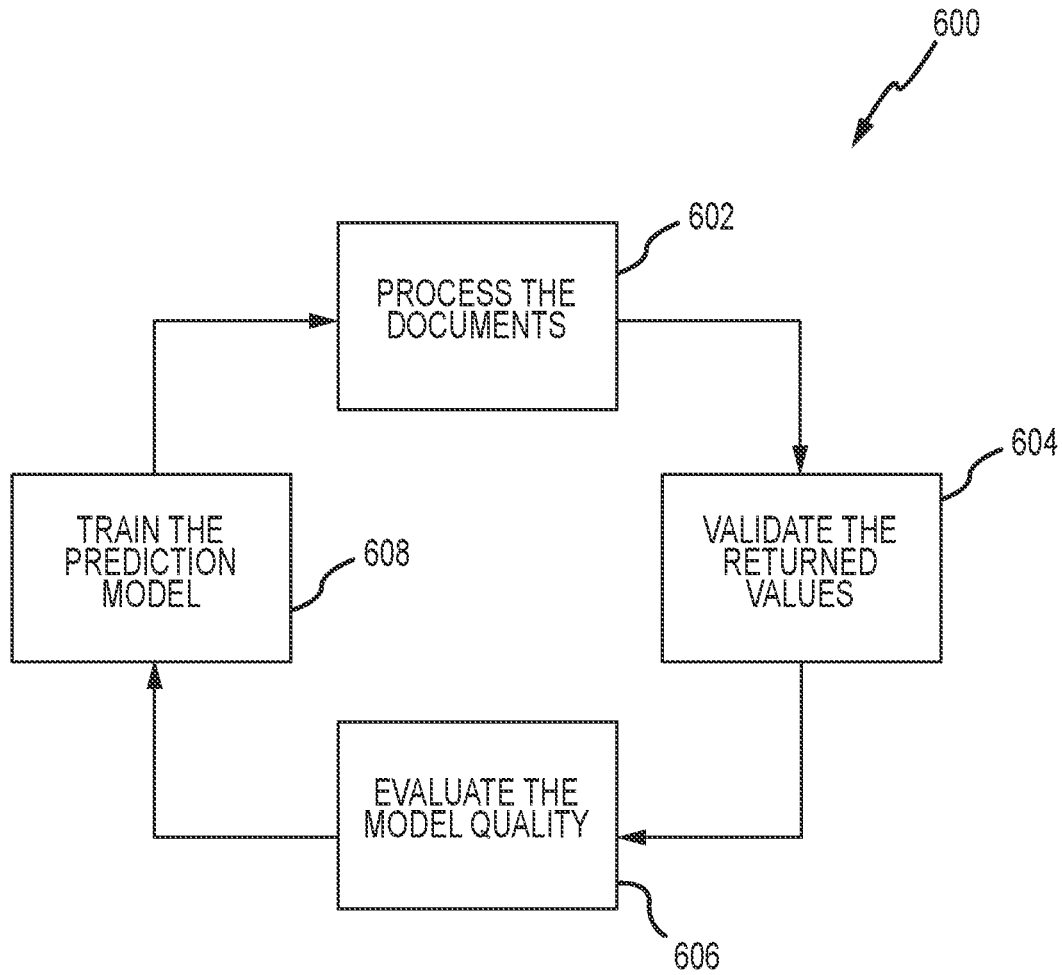 600
602
PROCESS THE
DOCUMENTS
604
VALIDATE THE
RETURNED
VALUES
TRAIN THE
PREDICTION
MODEL
608
EVALUATE THE
MODEL QUALITY
606